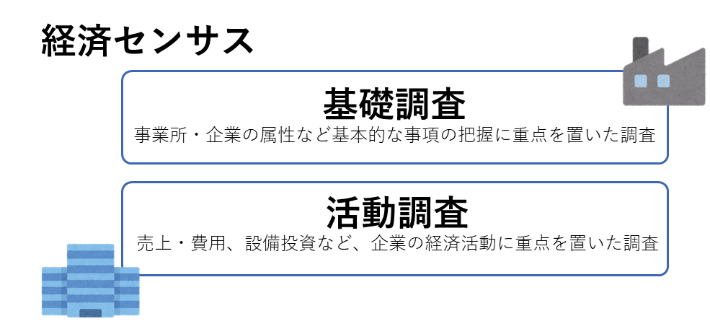 経済センサス
基礎調査
事業所・企業の属性など基本的な事項の把握に重点を置いた調査
活動調査
売上・費用、設備投資など、企業の経済活動に重点を置いた調査